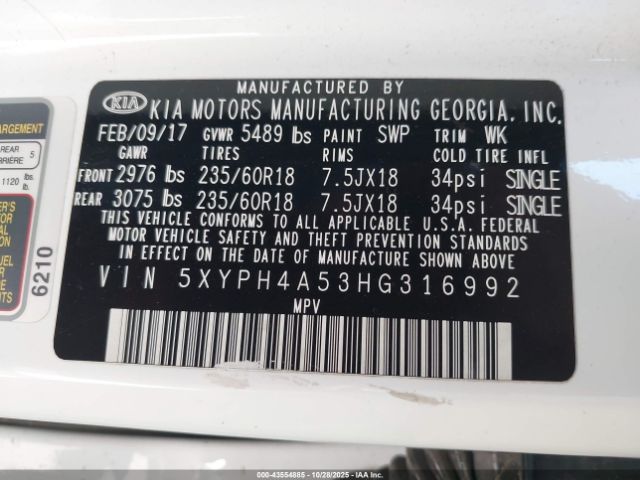 MANUFACTURED BY
KIA KIA MOTORS MANUFACTURING GEORGIA, INC.
FEB/09/17 GVWR 5489 lbs PAINT SWP TRIM WK
GAWR TIRES RIMS COLD TIRE INFL
FRONT 2976 lbs 235/60R18 7.5JX18 34psi SINGLE
REAR 3075 lbs 235/60R18 7.5JX18 34psi SINGLE
THIS VEHICLE CONFORMS TO ALL APPLICABLE U.S.A. FEDERAL
MOTOR VEHICLE SAFETY AND THEFT PREVENTION STANDARDS
IN EFFECT ON THE DATE OF MANUFACTURE SHOWN ABOVE.
VIN 5XYPH4A53HG316992
MPV
REAR
5
1120 lbs.
6210
000-43554885 | 10/28/2025 | IAA Inc.